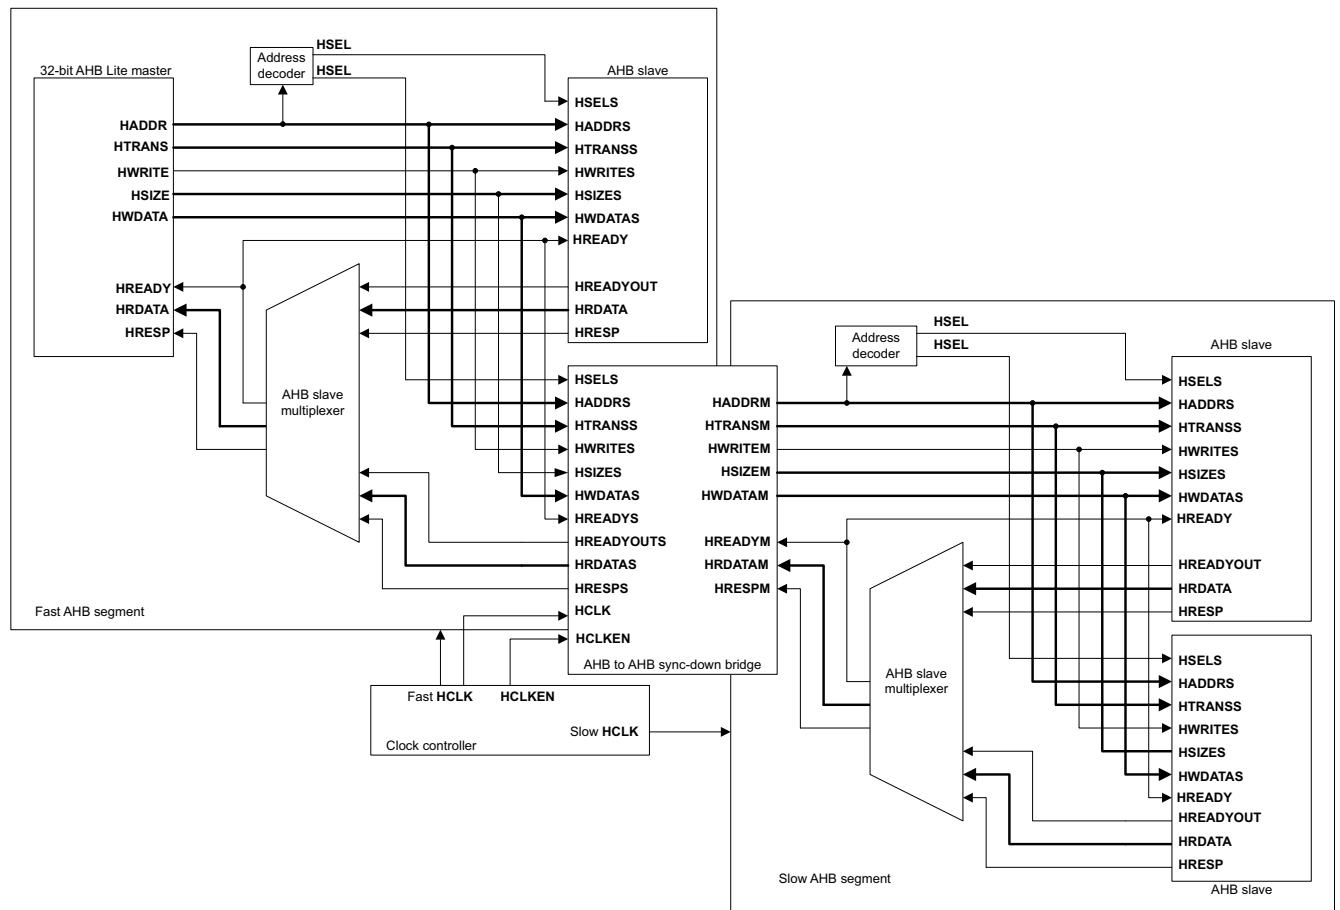 HSEL
Address
decoder
HSEL
32-bit AHB Lite master
HADDR
HTRANS
HWRITE
HSIZE
HWDATA
HREADY
HRDATA
HRESP
AHB slave
HSELS
HADDRS
HTRANSS
HWRITES
HSIZES
HWDATAS
HREADY
HREADYOUT
HRDATA
HRESP
AHB slave
multiplexer
Fast AHB segment
HSELS
HADDRS
HTRANSS
HWRITES
HSIZES
HWDATAS
HREADYS
HREADYOUTS
HRDATAS
HRESPS
HCLK
HCLKEN
HADDRM
HTRANSM
HWRITEM
HSIZEM
HWDATAM
HREADYM
HRDATAM
HRESPM
AHB to AHB sync-down bridge
Fast HCLK
HCLKEN
Slow HCLK
Clock controller
HSEL
Address
decoder
HSEL
AHB slave
HSELS
HADDRS
HTRANSS
HWRITES
HSIZES
HWDATAS
HREADY
HREADYOUT
HRDATA
HRESP
AHB slave
multiplexer
HSELS
HADDRS
HTRANSS
HWRITES
HSIZES
HWDATAS
HREADY
HREADYOUT
HRDATA
HRESP
AHB slave
Slow AHB segment